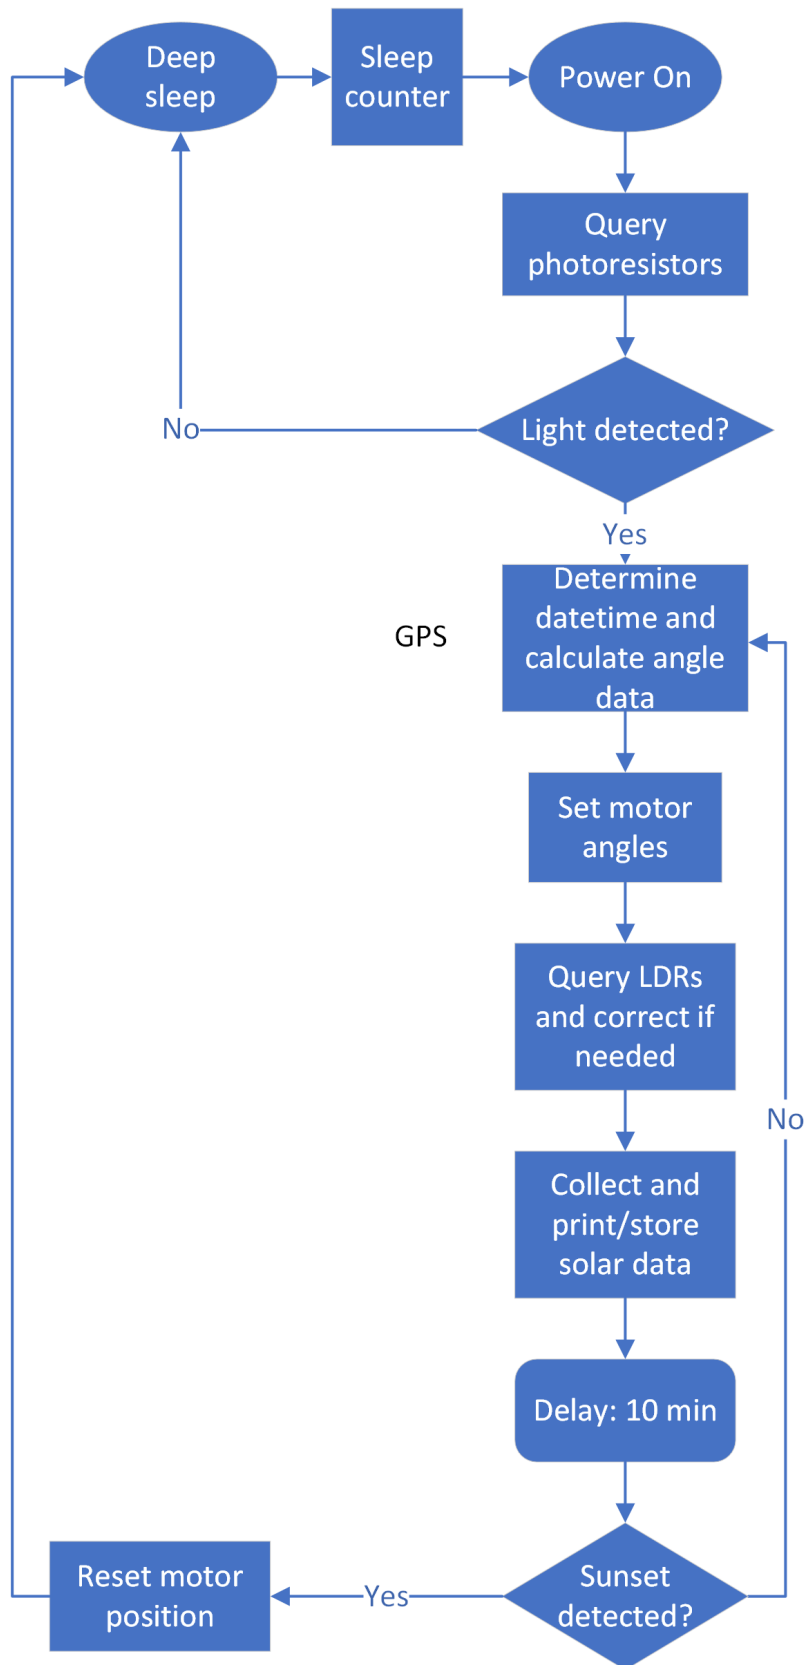 Deep
sleep
Sleep
counter
Power On
Query
photoresistors
Light detected?
No
Yes
Determine
datetime and
calculate angle
data
GPS
Set motor
angles
Query LDRs
and correct if
needed
No
Collect and
print/store
solar data
Delay: 10 min
Sunset
detected?
Yes
Reset motor
position